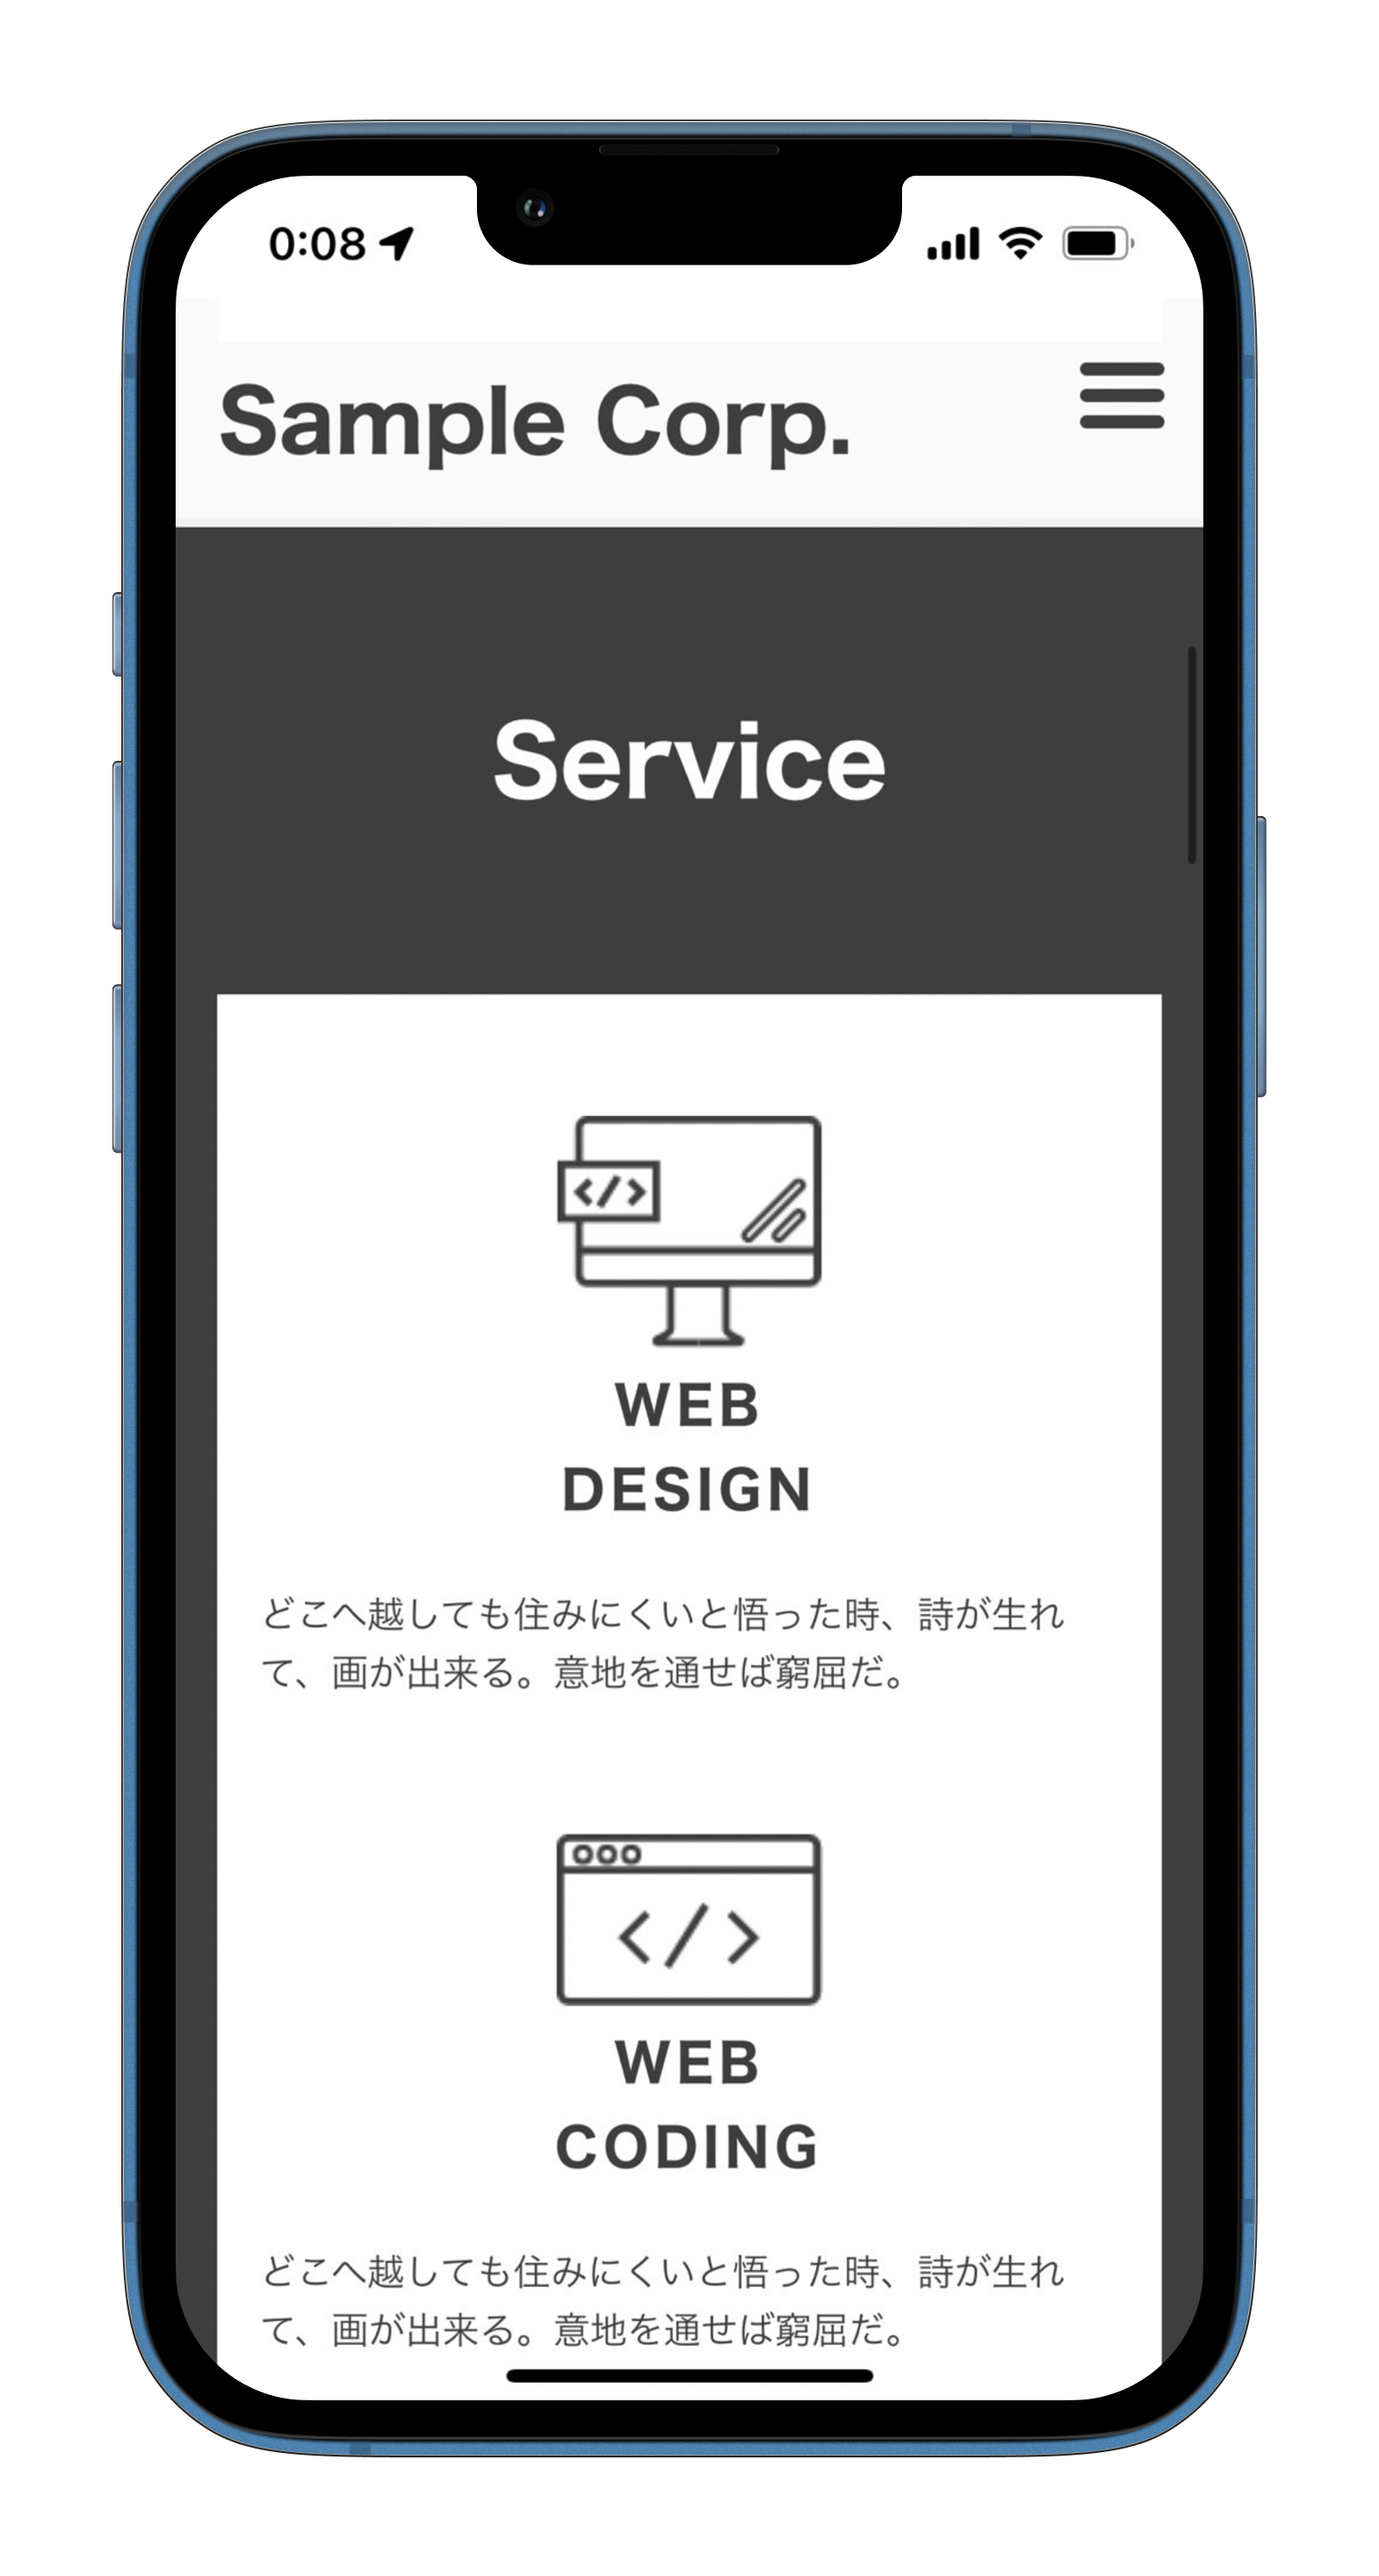 0:08
Sample Corp.
Service
</>
WEB
DESIGN
どこへ越しても住みにくいと悟った時、詩が生れ
て、画が出来る。意地を通せば窮屈だ。
</>
WEB
CODING
どこへ越しても住みにくいと悟った時、詩が生れ
て、画が出来る。意地を通せば窮屈だ。